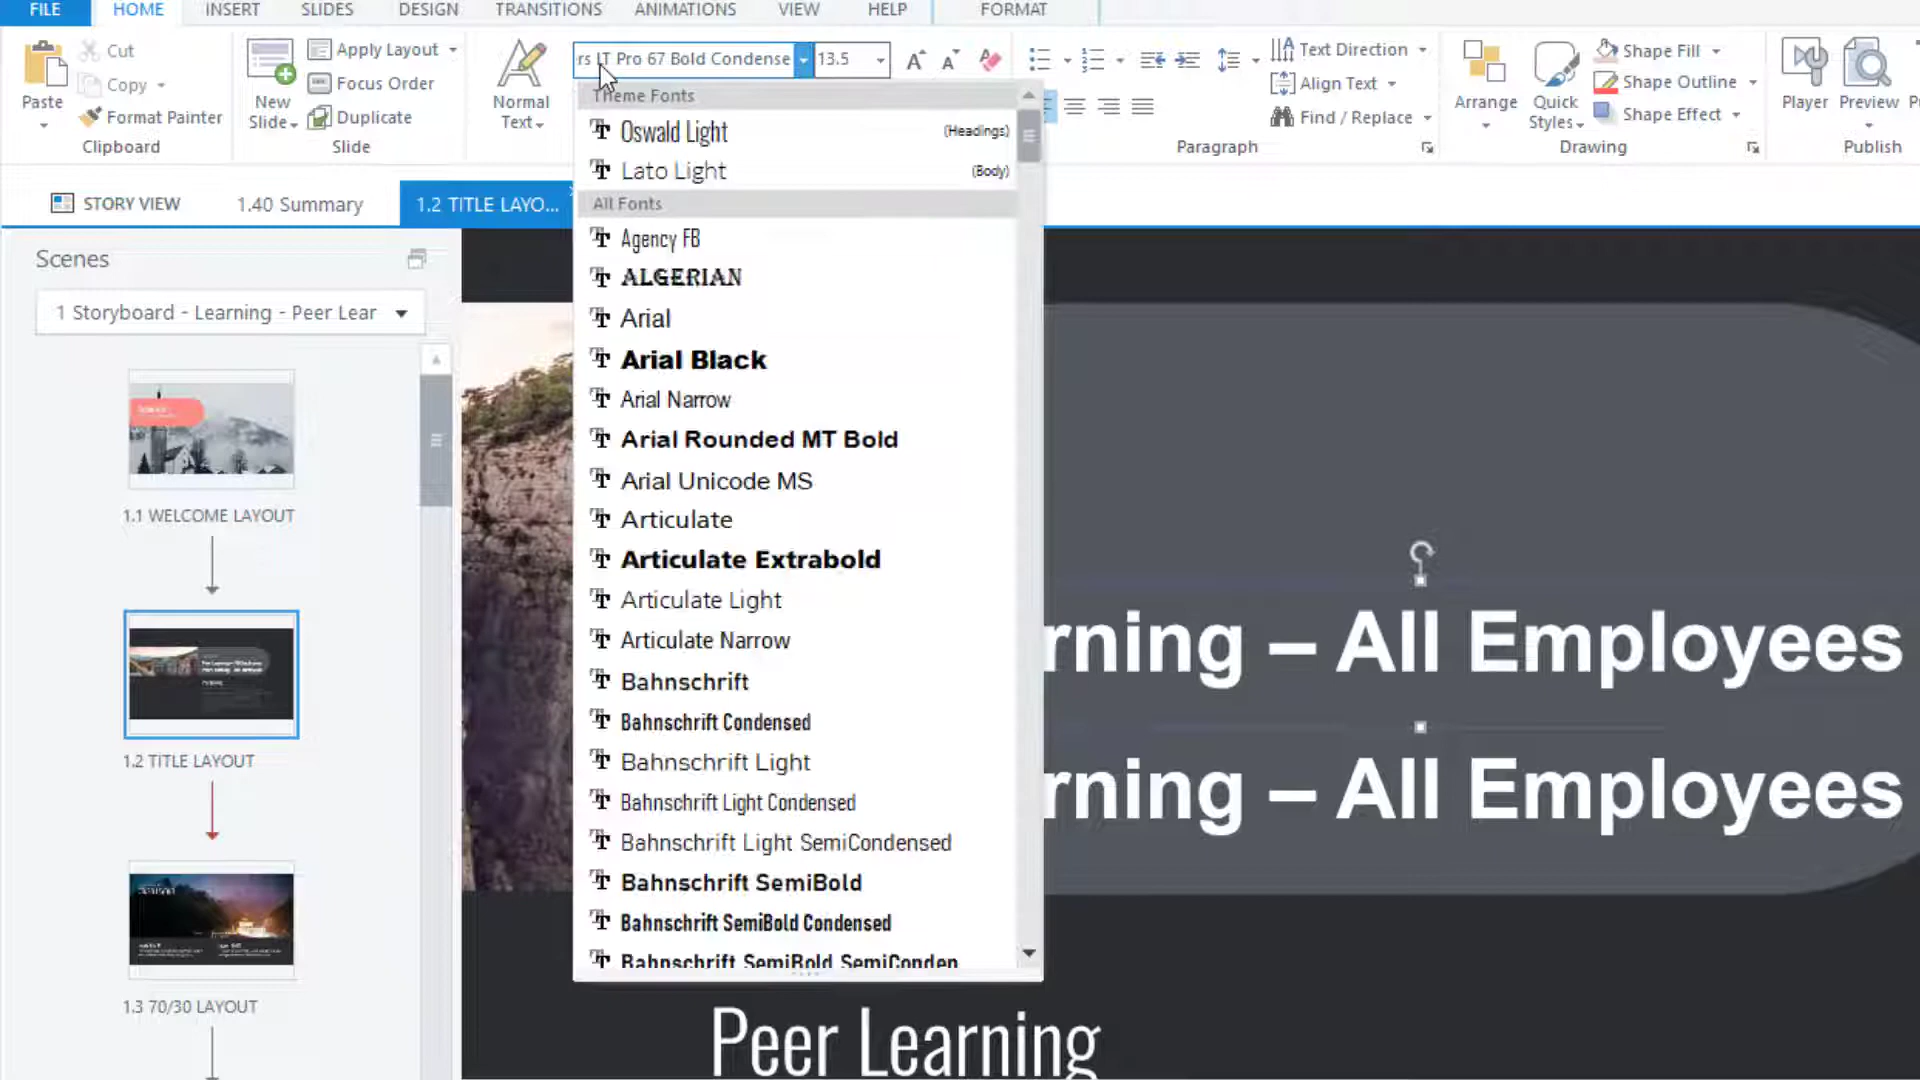 FILE HOME INSERT SLIDES DESIGN TRANSITIONS ANIMATIONS VIEW HELP FORMAT
Paste
Cut
Copy
Format Painter
Clipboard
New
Slide
Apply Layout
Focus Order
Duplicate
Slide
Normal
Text
rs LT Pro 67 Bold Condense 13.5
Text Direction
Align Text
Find / Replace
Paragraph
Arrange
Quick
Styles
Shape Fill
Shape Outline
Shape Effect
Drawing
Player Preview
Publish
STORY VIEW 1.40 Summary 1.2 TITLE LAYO...
Scenes
1 Storyboard - Learning - Peer Lear
1.1 WELCOME LAYOUT
1.2 TITLE LAYOUT
1.3 70/30 LAYOUT
Theme Fonts
Oswald Light (Headings)
Lato Light (Body)
All Fonts
Agency FB
ALGERIAN
Arial
Arial Black
Arial Narrow
Arial Rounded MT Bold
Arial Unicode MS
Articulate
Articulate Extrabold
Articulate Light
Articulate Narrow
Bahnschrift
Bahnschrift Condensed
Bahnschrift Light
Bahnschrift Light Condensed
Bahnschrift Light SemiCondensed
Bahnschrift SemiBold
Bahnschrift SemiBold Condensed
Bahnschrift SemiBold SemiConden
rning – All Employees
rning – All Employees
Peer Learning